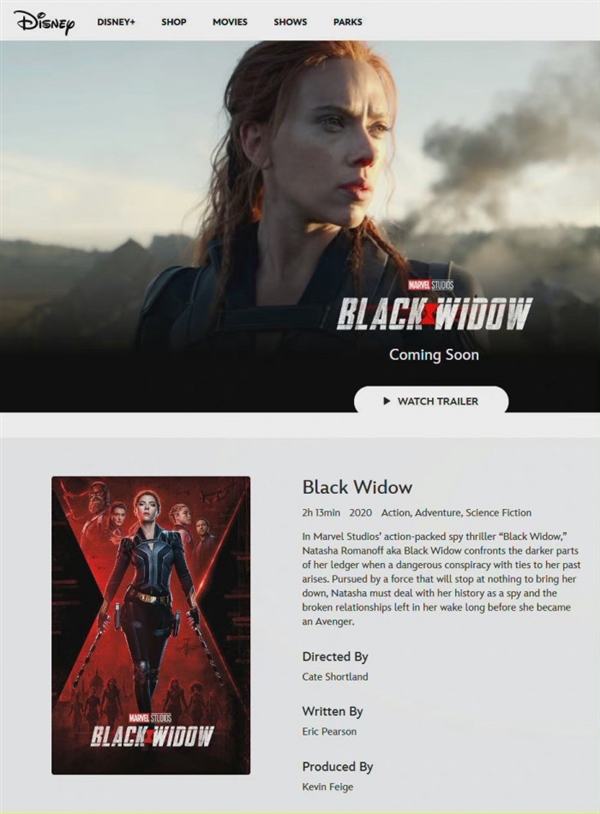 Disney DISNEY+ SHOP MOVIES SHOWS PARKS
MARVEL STUDIOS
BLACK WIDOW
Coming Soon
WATCH TRAILER
Black Widow
2h 13min 2020 Action, Adventure, Science Fiction
In Marvel Studios’ action-packed spy thriller “Black Widow,”
Natasha Romanoff aka Black Widow confronts the darker parts
of her ledger when a dangerous conspiracy with ties to her past
arises. Pursued by a force that will stop at nothing to bring her
down, Natasha must deal with her history as a spy and the
broken relationships left in her wake long before she became
an Avenger.
Directed By
Cate Shortland
Written By
Eric Pearson
Produced By
Kevin Feige
MARVEL STUDIOS
BLACK WIDOW